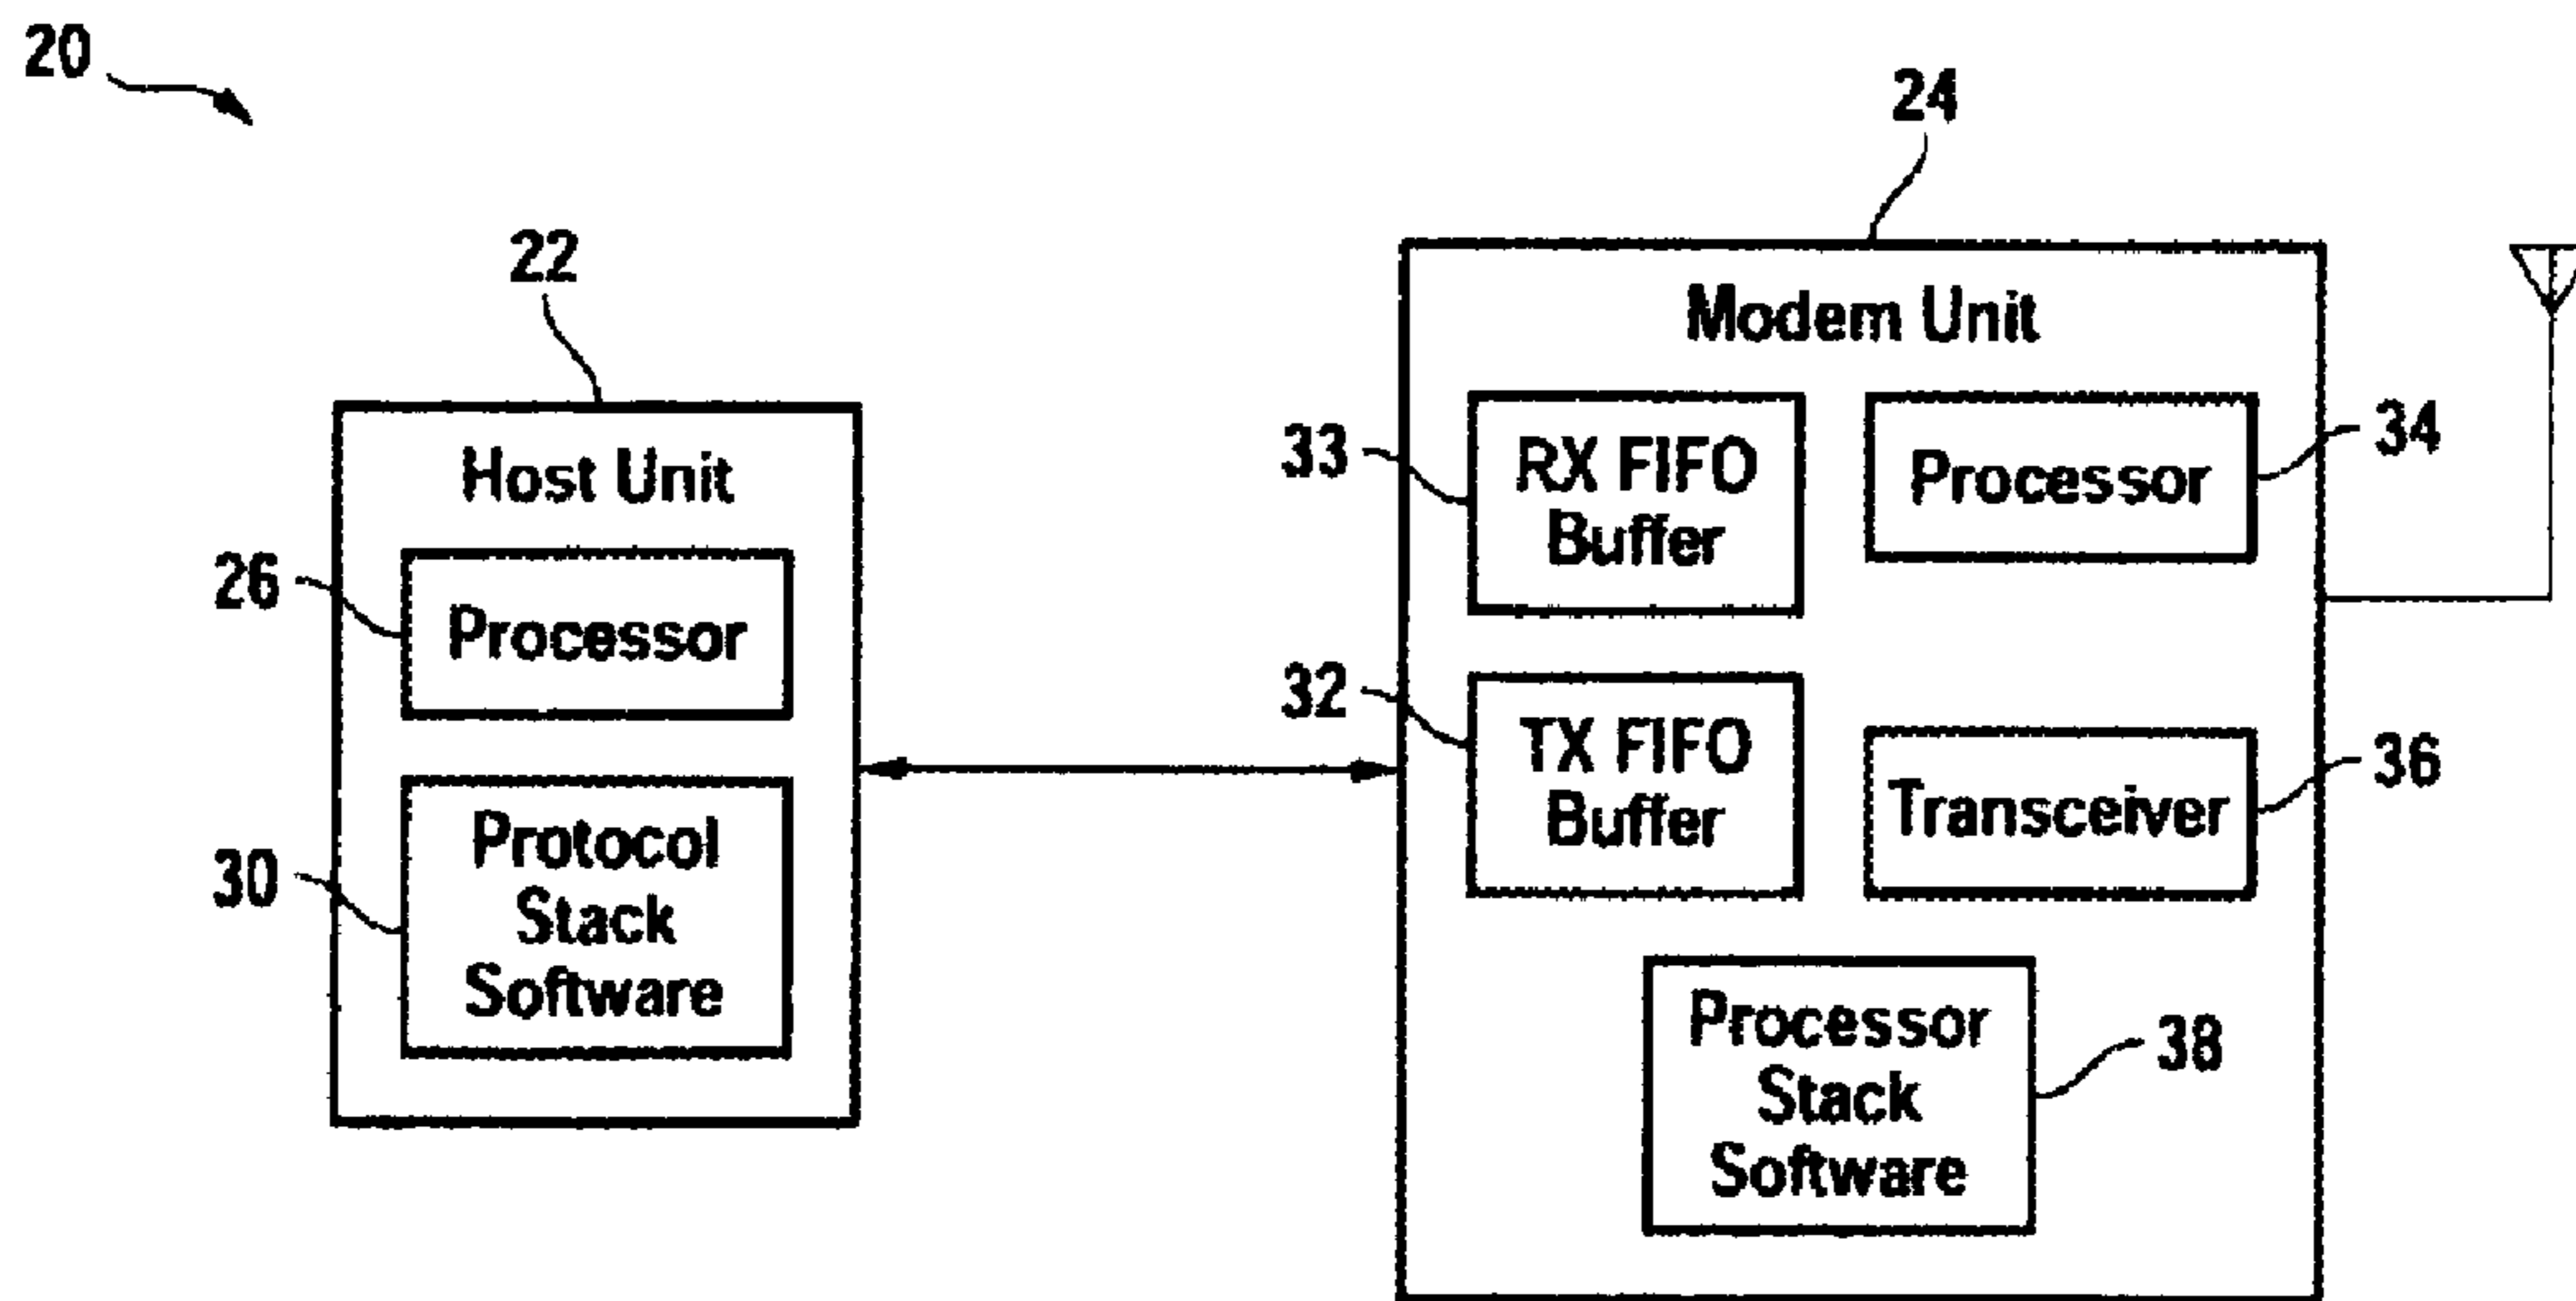 20
24
22
Modem Unit
Host Unit
33
RX FIFO
Buffer
Processor
34
26
Processor
32
TX FIFO
Buffer
Transceiver
36
30
Protocol
Stack
Software
Processor
Stack
Software
38